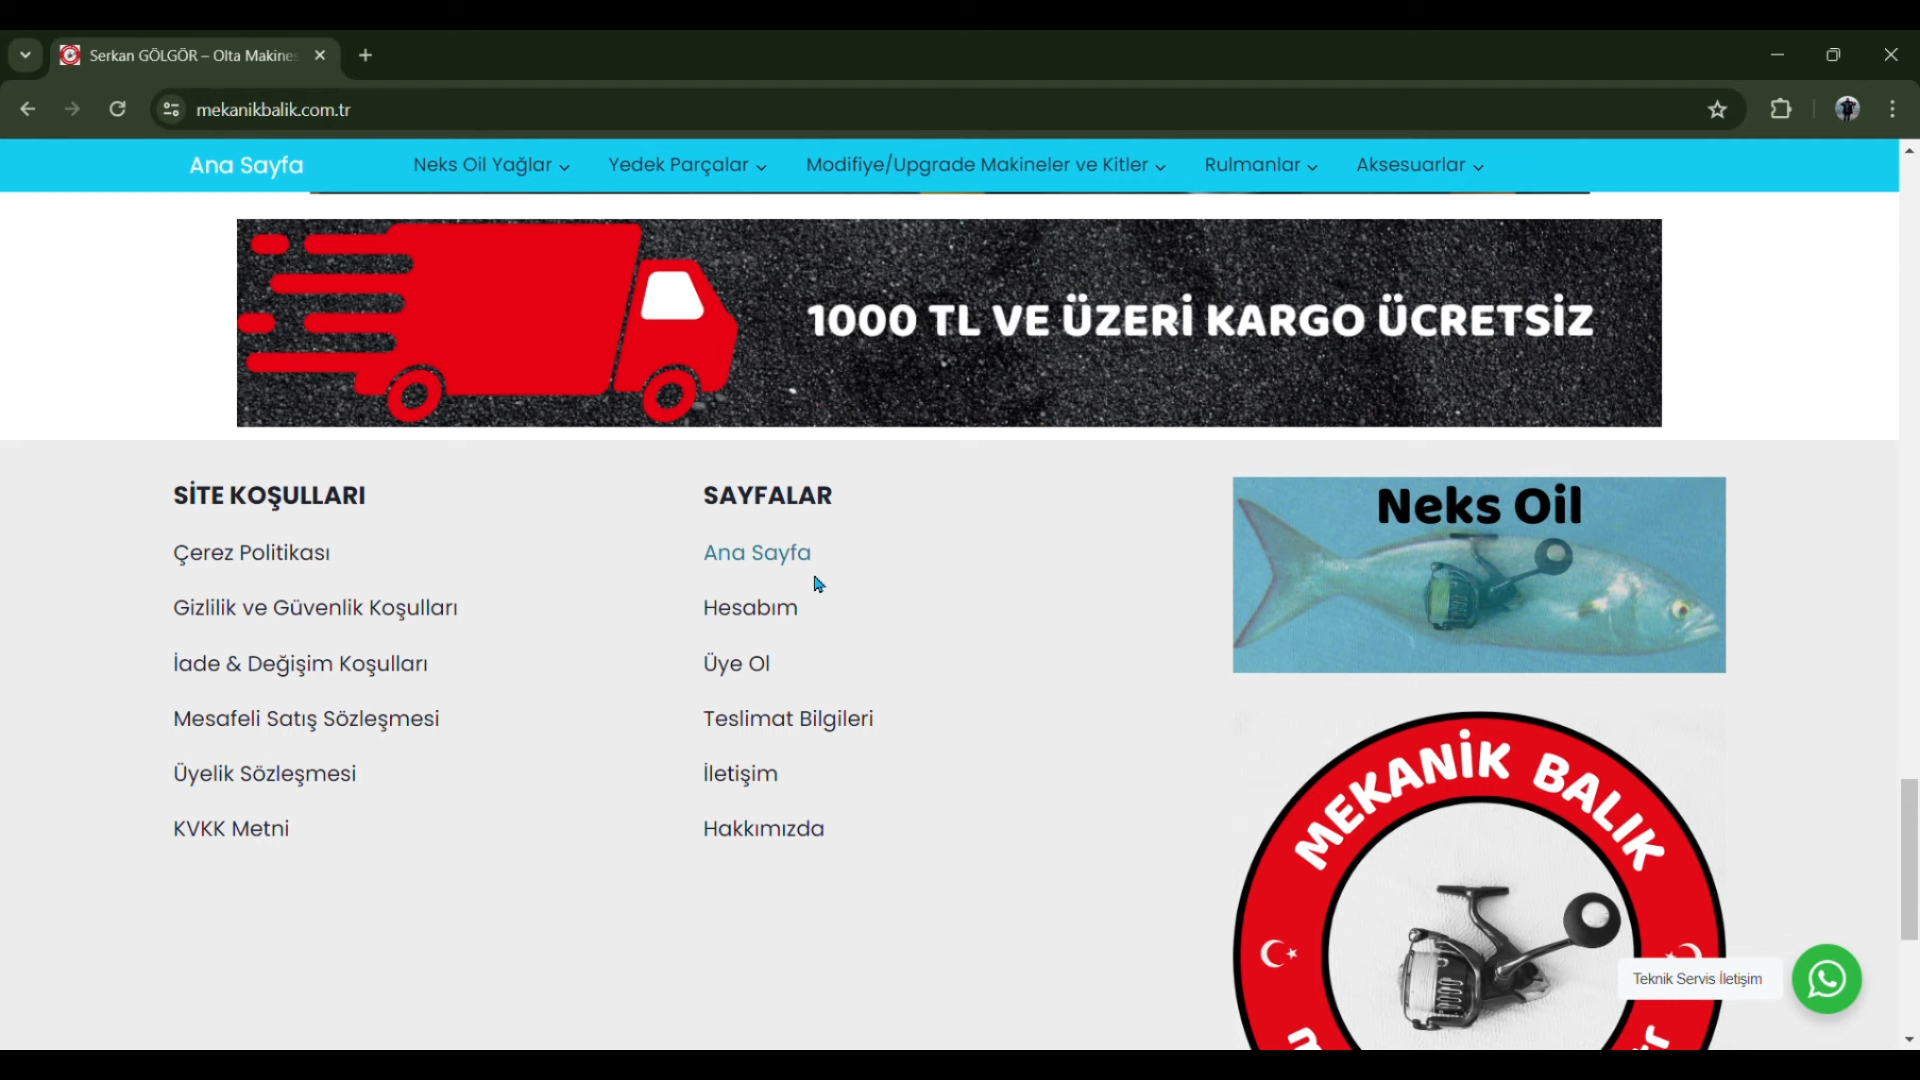 Serkan GÖLGÖR – Olta Makines
mekanikbalik.com.tr
Ana Sayfa
Neks Oil Yağlar
Yedek Parçalar
Modifiye/Upgrade Makineler ve Kitler
Rulmanlar
Aksesuarlar
1000 TL VE ÜZERİ KARGO ÜCRETSİZ
SİTE KOŞULLARI
Çerez Politikası
Gizlilik ve Güvenlik Koşulları
İade & Değişim Koşulları
Mesafeli Satış Sözleşmesi
Üyelik Sözleşmesi
KVKK Metni
SAYFALAR
Ana Sayfa
Hesabım
Üye Ol
Teslimat Bilgileri
İletişim
Hakkımızda
Neks Oil
MEKANİK BALIK
Teknik Servis İletişim